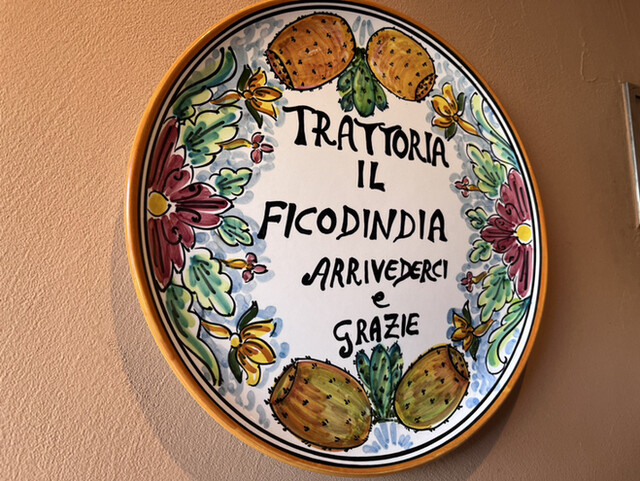 TRATTORIA
IL
FICODINDIA
ARRIVEDERCI
e
GRAZIE